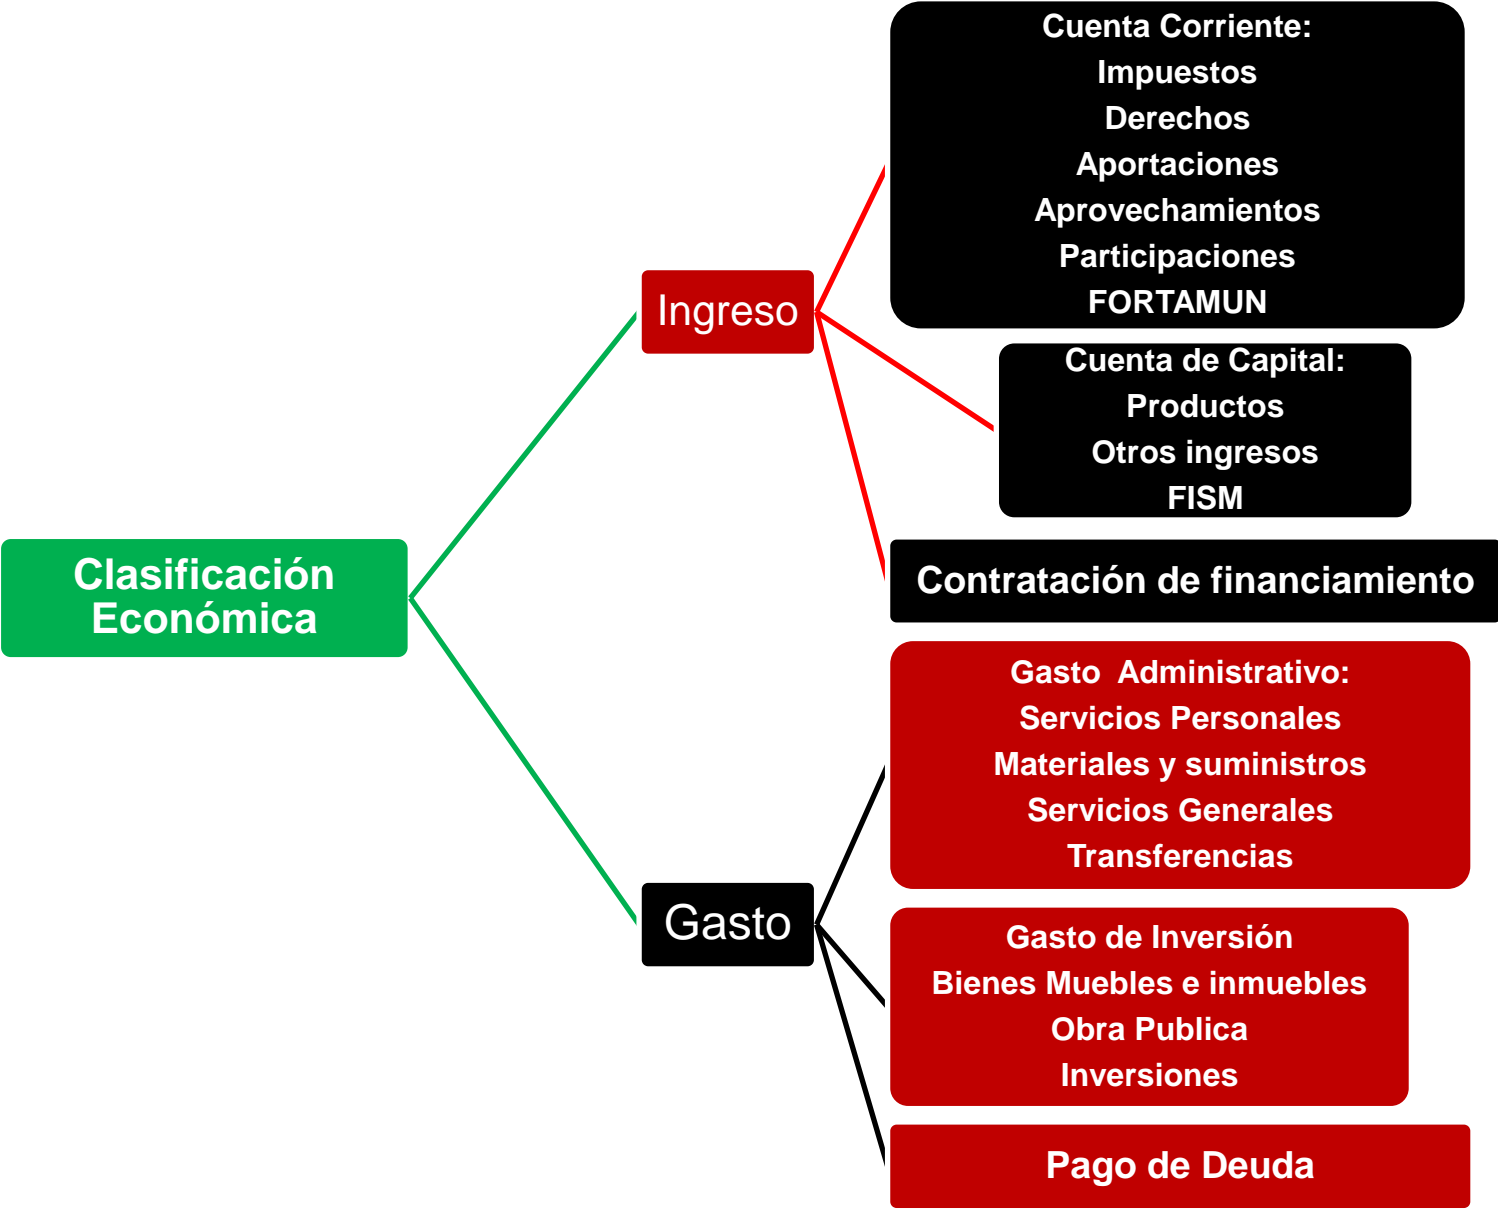 Clasificación
Económica
Ingreso
Cuenta Corriente:
Impuestos
Derechos
Aportaciones
Aprovechamientos
Participaciones
FORTAMUN
Cuenta de Capital:
Productos
Otros ingresos
FISM
Contratación de financiamiento
Gasto
Gasto  Administrativo:
Servicios Personales
Materiales y suministros
Servicios Generales
Transferencias
Gasto de Inversión
Bienes Muebles e inmuebles
Obra Publica
Inversiones
Pago de Deuda